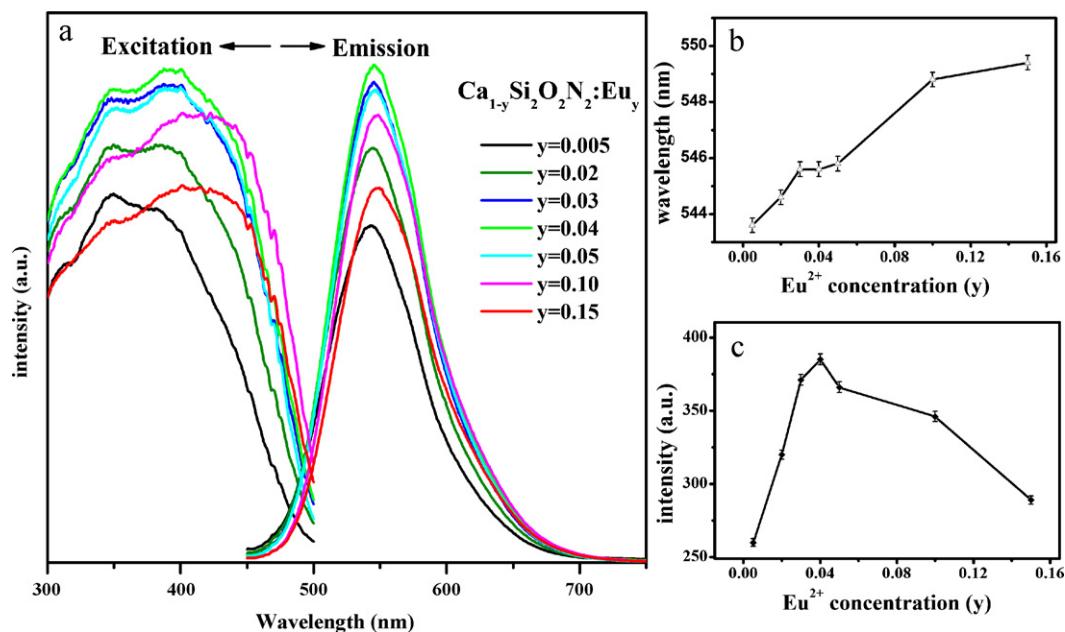 a
Excitation
Emission
Ca1-ySi2O2N2:Euy
y=0.005
y=0.02
y=0.03
y=0.04
y=0.05
y=0.10
y=0.15
intensity (a.u.)
300 400 500 600 700
Wavelength (nm)
b
wavelength (nm)
550
548
546
544
0.00 0.04 0.08 0.12 0.16
Eu2+ concentration (y)
c
intensity (a.u.)
400
350
300
250
0.00 0.04 0.08 0.12 0.16
Eu2+ concentration (y)